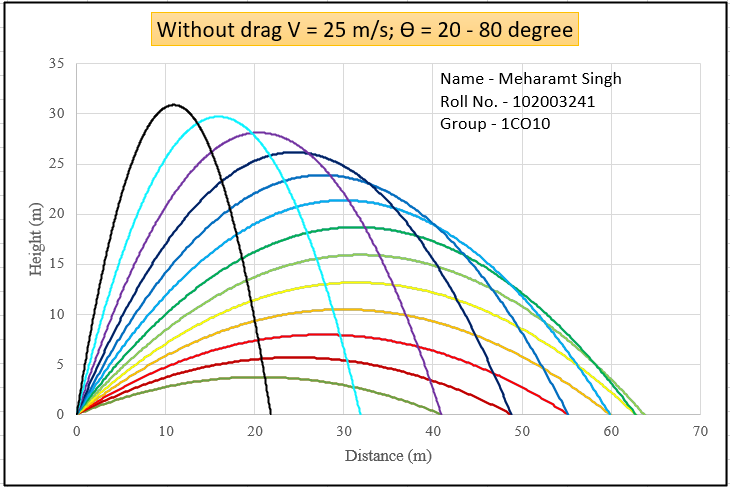 Without drag V = 25 m/s; Ɵ = 20 - 80 degree
Name - Meharamt Singh
Roll No. - 102003241
Group - 1CO10
35
30
25
20
15
10
5
0
Height (m)
0 10 20 30 40 50 60 70
Distance (m)